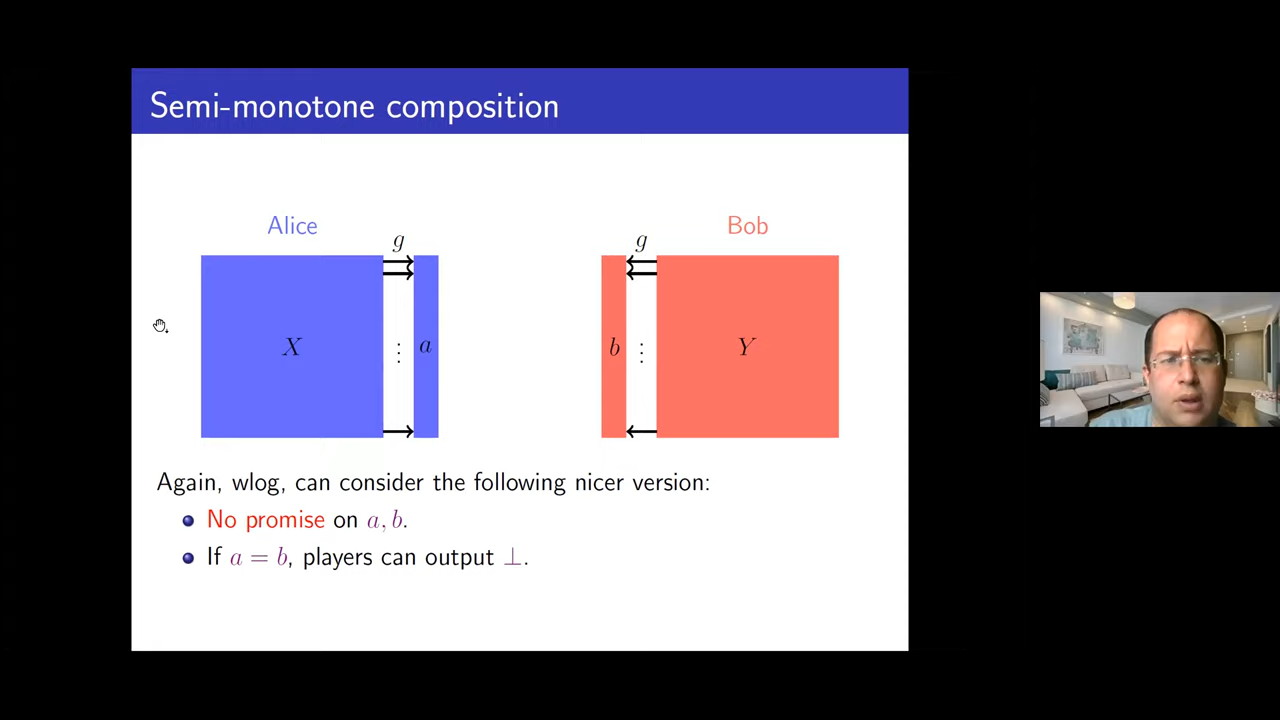 Semi-monotone composition
Alice
Bob
g
g
X
⋮
a
b
⋮
Y
Again, wlog, can consider the following nicer version:
No promise on a, b.
If a = b, players can output ⊥.